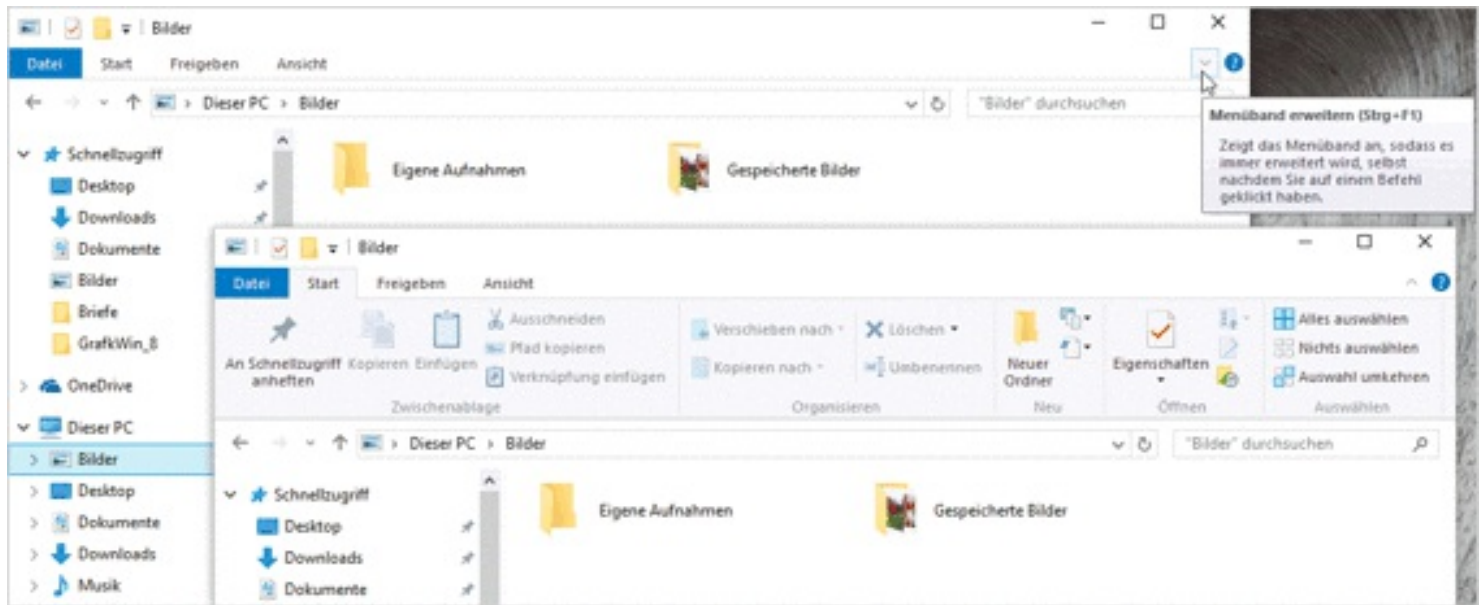 Bilder
Datei Start Freigeben Ansicht
Dieser PC > Bilder "Bilder" durchsuchen
Menüband erweitern (Strg+F1)
Zeigt das Menüband an, sodass es
immer erweitert wird, selbst
nachdem Sie auf einen Befehl
geklickt haben.
Schnellzugriff
Desktop
Downloads
Dokumente
Bilder
Briefe
GrafkWin_8
OneDrive
Dieser PC
Bilder
Desktop
Dokumente
Downloads
Musik
Eigene Aufnahmen Gespeicherte Bilder
Bilder
Datei Start Freigeben Ansicht
An Schnellzugriff
anheften
Kopieren Einfügen
Ausschneiden
Pfad kopieren
Verknüpfung einfügen
Zwischenablage
Verschieben nach
Kopieren nach
Löschen
Umbenennen
Organisieren
Neuer
Ordner
Neu
Eigenschaften
Öffnen
Alles auswählen
Nichts auswählen
Auswahl umkehren
Auswählen
Dieser PC > Bilder "Bilder" durchsuchen
Schnellzugriff
Desktop
Downloads
Dokumente
Eigene Aufnahmen Gespeicherte Bilder